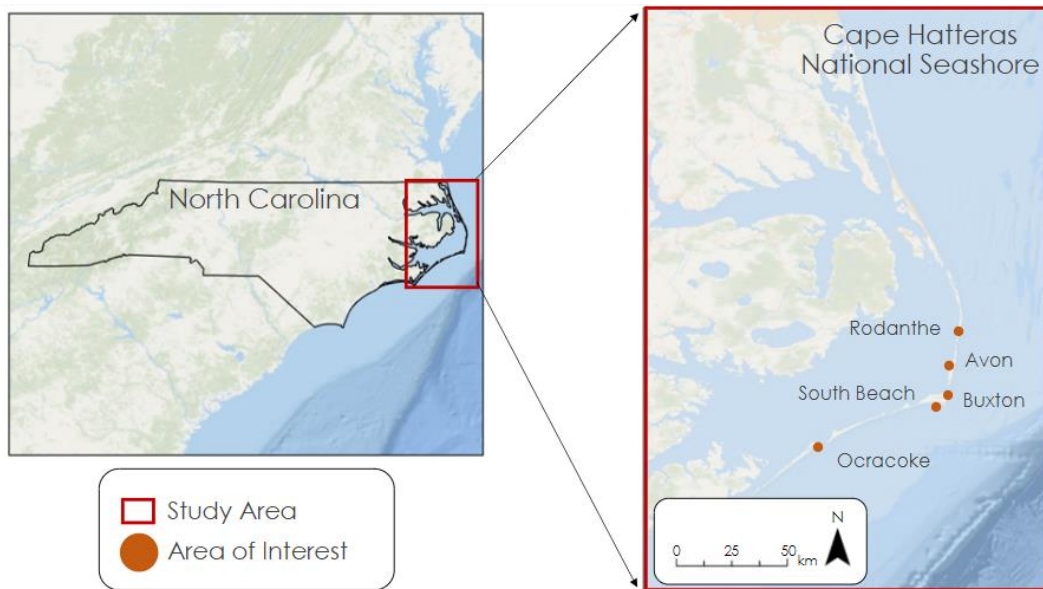 North Carolina
Study Area
Area of Interest
Cape Hatteras
National Seashore
Rodanthe
Avon
South Beach
Buxton
Ocracoke
N
0 25 50
km